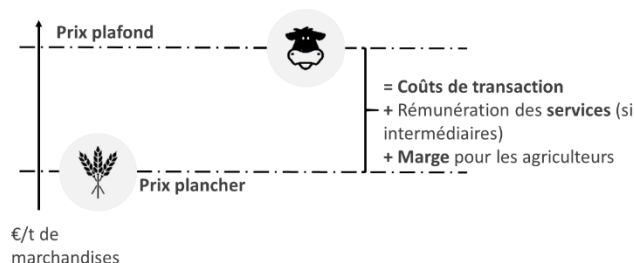 Prix plafond
= Coûts de transaction
+ Rémunération des services (si
intermédiaires)
+ Marge pour les agriculteurs
Prix plancher
€/t de
marchandises